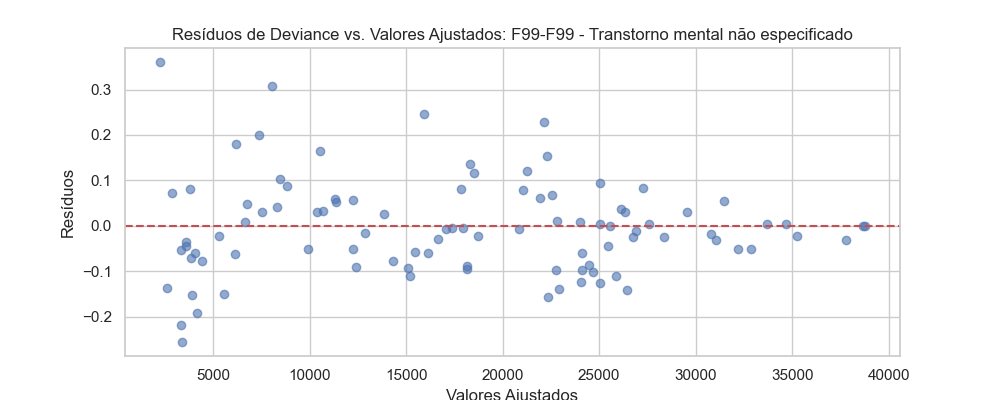 Resíduos de Deviance vs. Valores Ajustados: F99-F99 - Transtorno mental não especificado
0.3
0.2
0.1
0.0
−0.1
−0.2
Resíduos
5000 10000 15000 20000 25000 30000 35000 40000
Valores Ajustados